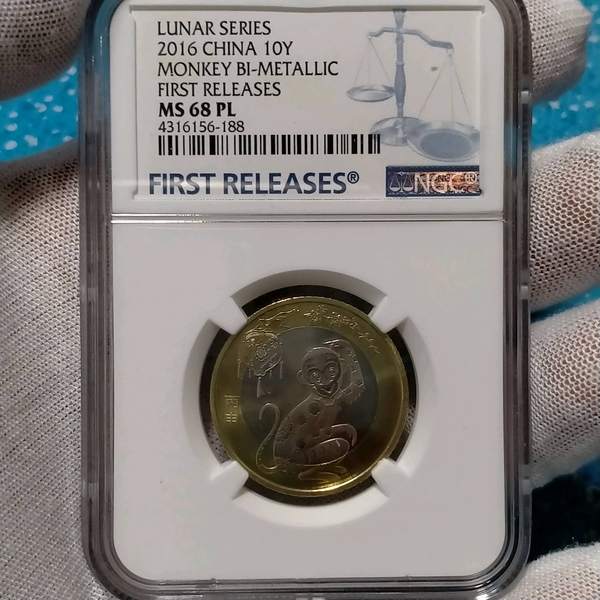 LUNAR SERIES
2016 CHINA 10Y
MONKEY BI-METALLIC
FIRST RELEASES
MS 68 PL
4316156-188
FIRST RELEASES®
NGC®